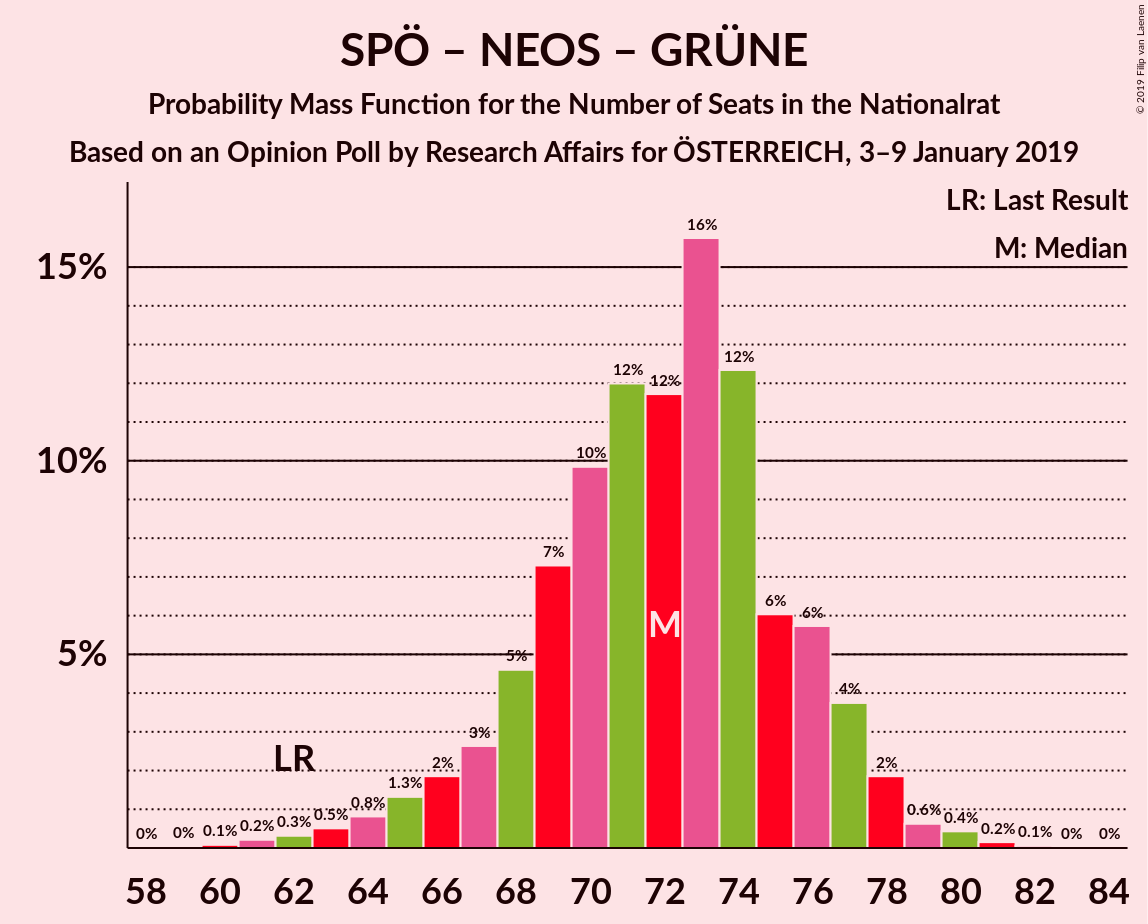 SPÖ – NEOS – GRÜNE
Probability Mass Function for the Number of Seats in the Nationalrat
Based on an Opinion Poll by Research Affairs for ÖSTERREICH, 3–9 January 2019
© 2019 Filip van Laenen
LR: Last Result
M: Median
15%
10%
5%
0% 0% 0.1% 0.2% 0.3% 0.5% 0.8% 1.3% 2% 3% 5% 7% 10% 12% 12% 16% 12% 6% 6% 4% 2% 0.6% 0.4% 0.2% 0.1% 0% 0%
LR
M
58 60 62 64 66 68 70 72 74 76 78 80 82 84